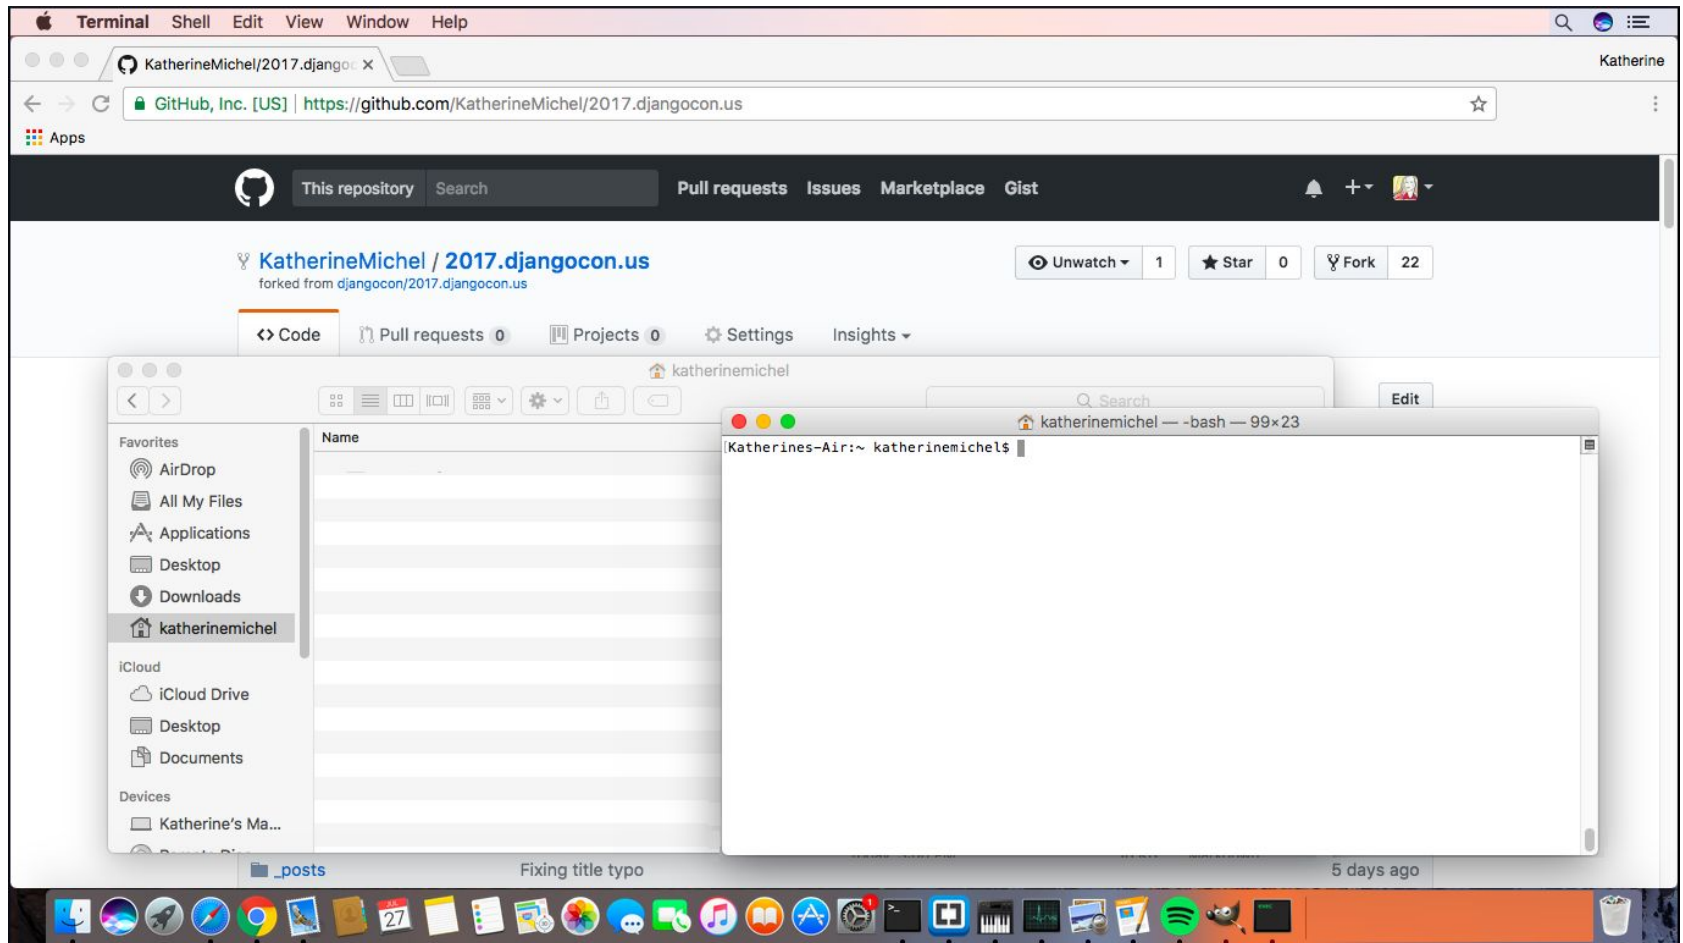 Terminal Shell Edit View Window Help
KatherineMichel/2017.djangoc
Katherine
GitHub, Inc. [US] | https://github.com/KatherineMichel/2017.djangocon.us
Apps
This repository Search Pull requests Issues Marketplace Gist
KatherineMichel / 2017.djangocon.us
Unwatch 1 Star 0 Fork 22
forked from djangocon/2017.djangocon.us
Code Pull requests 0 Projects 0 Settings Insights
katherinemichel
Search
Edit
katherinemichel — -bash — 99×23
Favorites
Name
Katherines-Air:~ katherinemichel$
AirDrop
All My Files
Applications
Desktop
Downloads
katherinemichel
iCloud
iCloud Drive
Desktop
Documents
Devices
Katherine's Ma...
_posts Fixing title typo 5 days ago
JUL
27
1